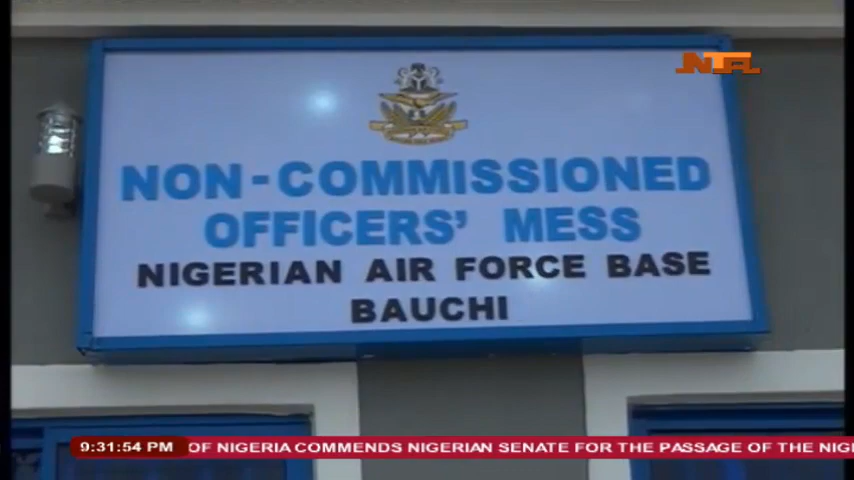 NTA
NON-COMMISSIONED
OFFICERS' MESS
NIGERIAN AIR FORCE BASE
BAUCHI
9:31:54 PM OF NIGERIA COMMENDS NIGERIAN SENATE FOR THE PASSAGE OF THE